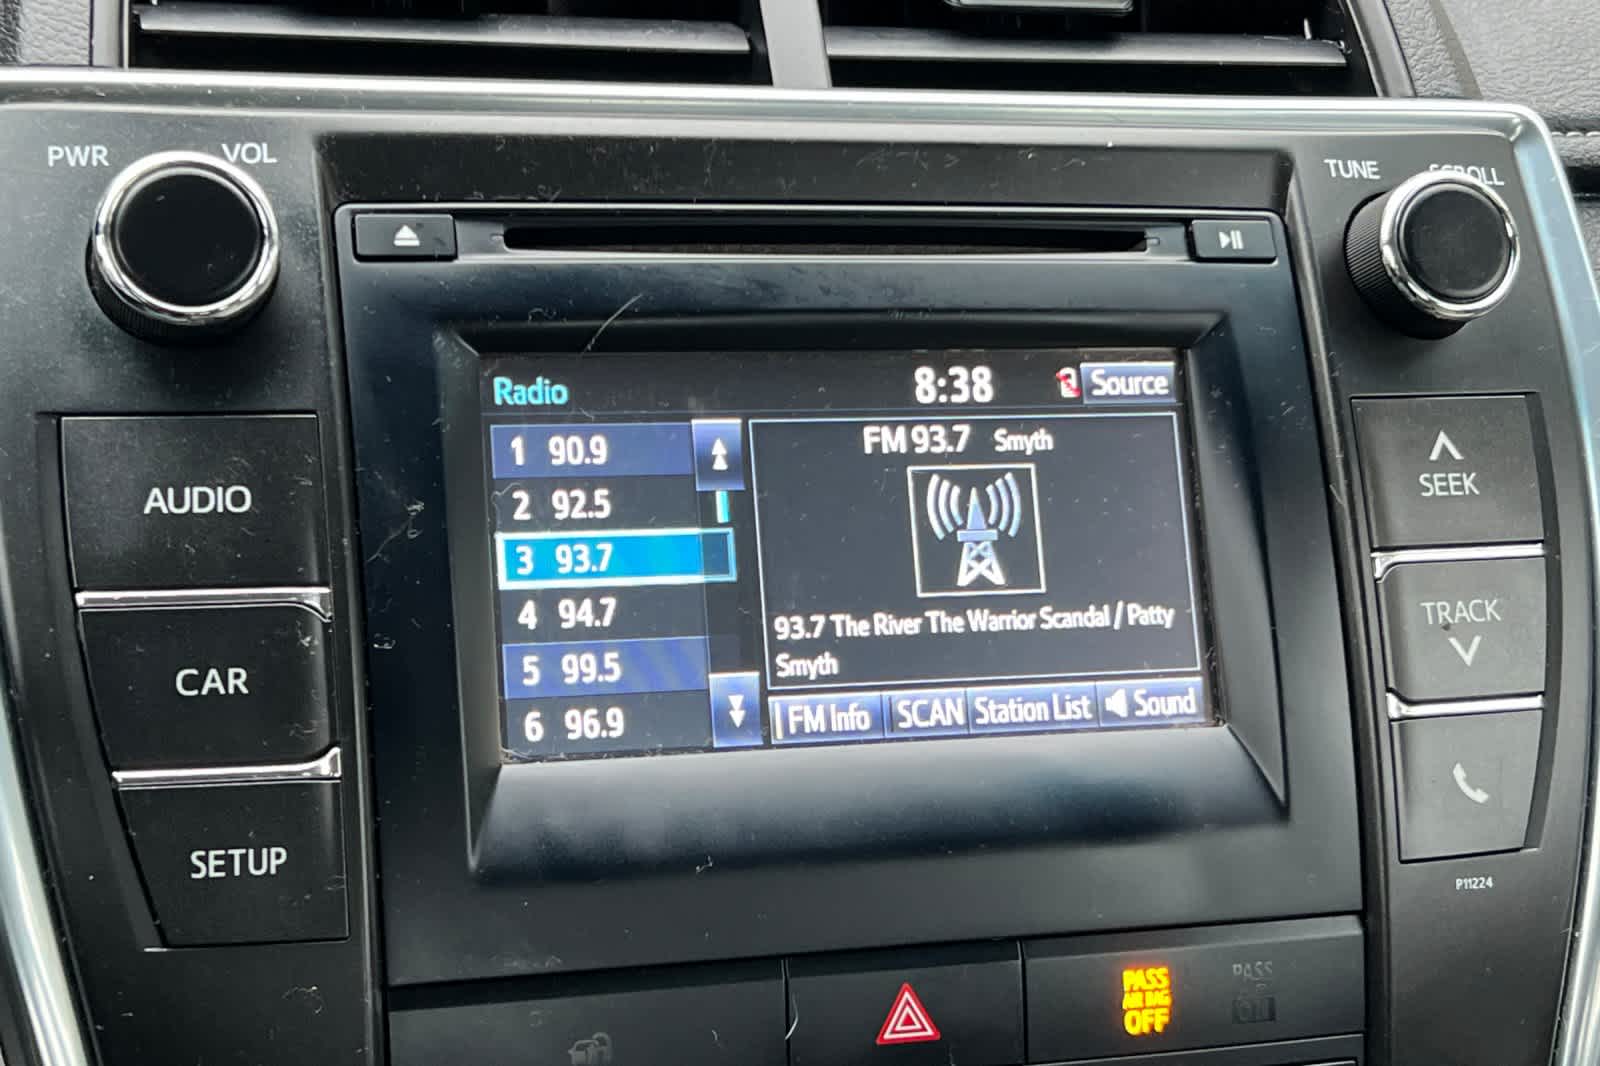 PWR VOL
TUNE SCROLL
Radio 8:38 Source
1 90.9
2 92.5
3 93.7
4 94.7
5 99.5
6 96.9
FM 93.7 Smyth
93.7 The River The Warrior Scandal / Patty
Smyth
FM Info SCAN Station List Sound
AUDIO
CAR
SETUP
SEEK
TRACK
P11224
PASS
AIR BAG
OFF
PASS
ON